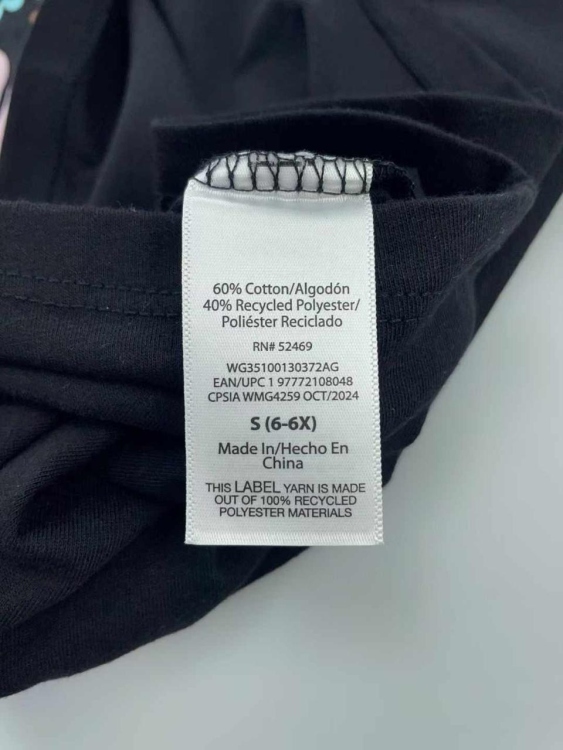 60% Cotton/Algodón
40% Recycled Polyester/
Poliéster Reciclado
RN# 52469
WG35100130372AG
EAN/UPC 1 97772108048
CPSIA WMG4259 OCT/2024
S (6-6X)
Made In/Hecho En
China
THIS LABEL YARN IS MADE
OUT OF 100% RECYCLED
POLYESTER MATERIALS